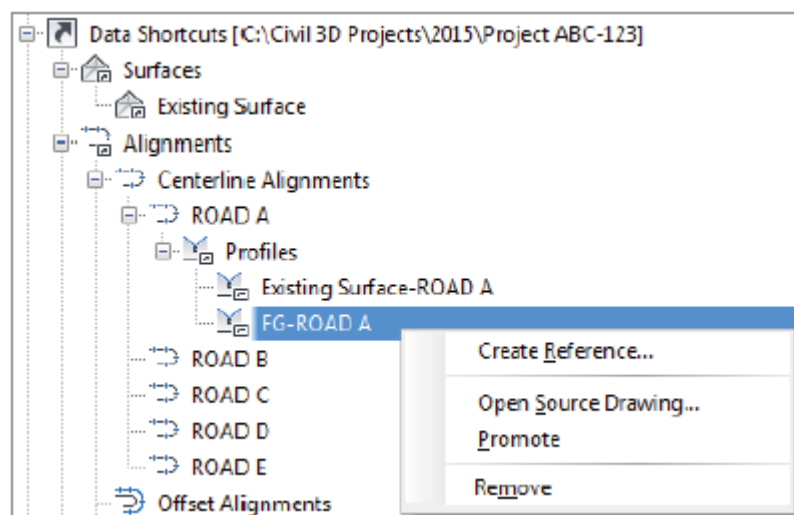 Data Shortcuts [C:\Civil 3D Projects\2015\Project ABC-123]
Surfaces
Existing Surface
Alignments
Centerline Alignments
ROAD A
Profiles
Existing Surface-ROAD A
FG-ROAD A
Create Reference...
ROAD B
ROAD C
Open Source Drawing...
ROAD D
Promote
ROAD E
Remove
Offset Alignments